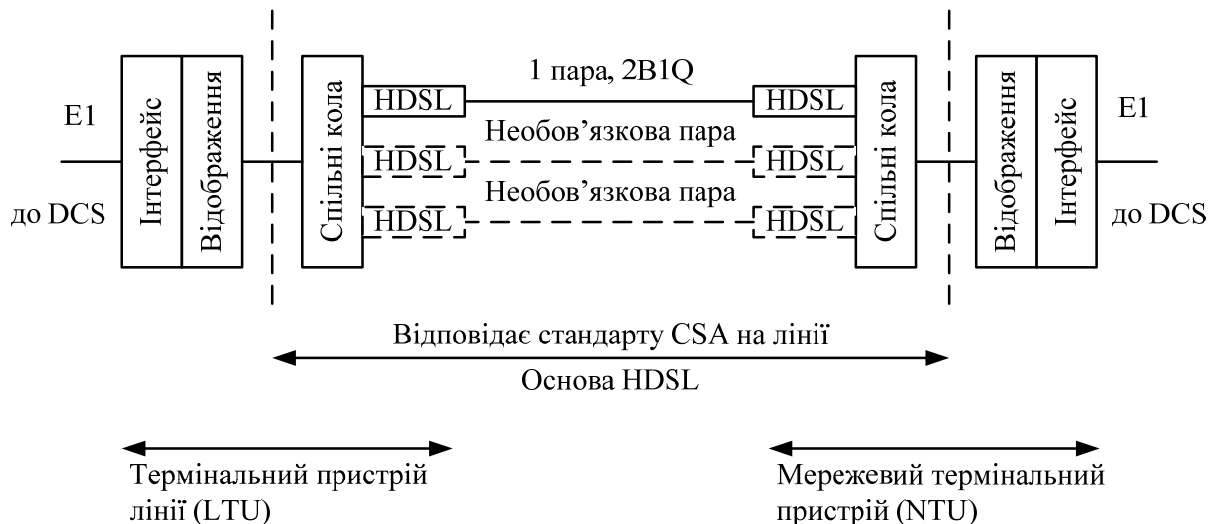 E1
до DCS
Інтерфейс
Відображення
Спільні кола
HDSL
HDSL
HDSL
1 пара, 2B1Q
Необов’язкова пара
Необов’язкова пара
HDSL
HDSL
HDSL
Спільні кола
Відображення
Інтерфейс
E1
до DCS
Відповідає стандарту CSA на лінії
Основа HDSL
Термінальний пристрій
лінії (LTU)
Мережевий термінальний
пристрій (NTU)